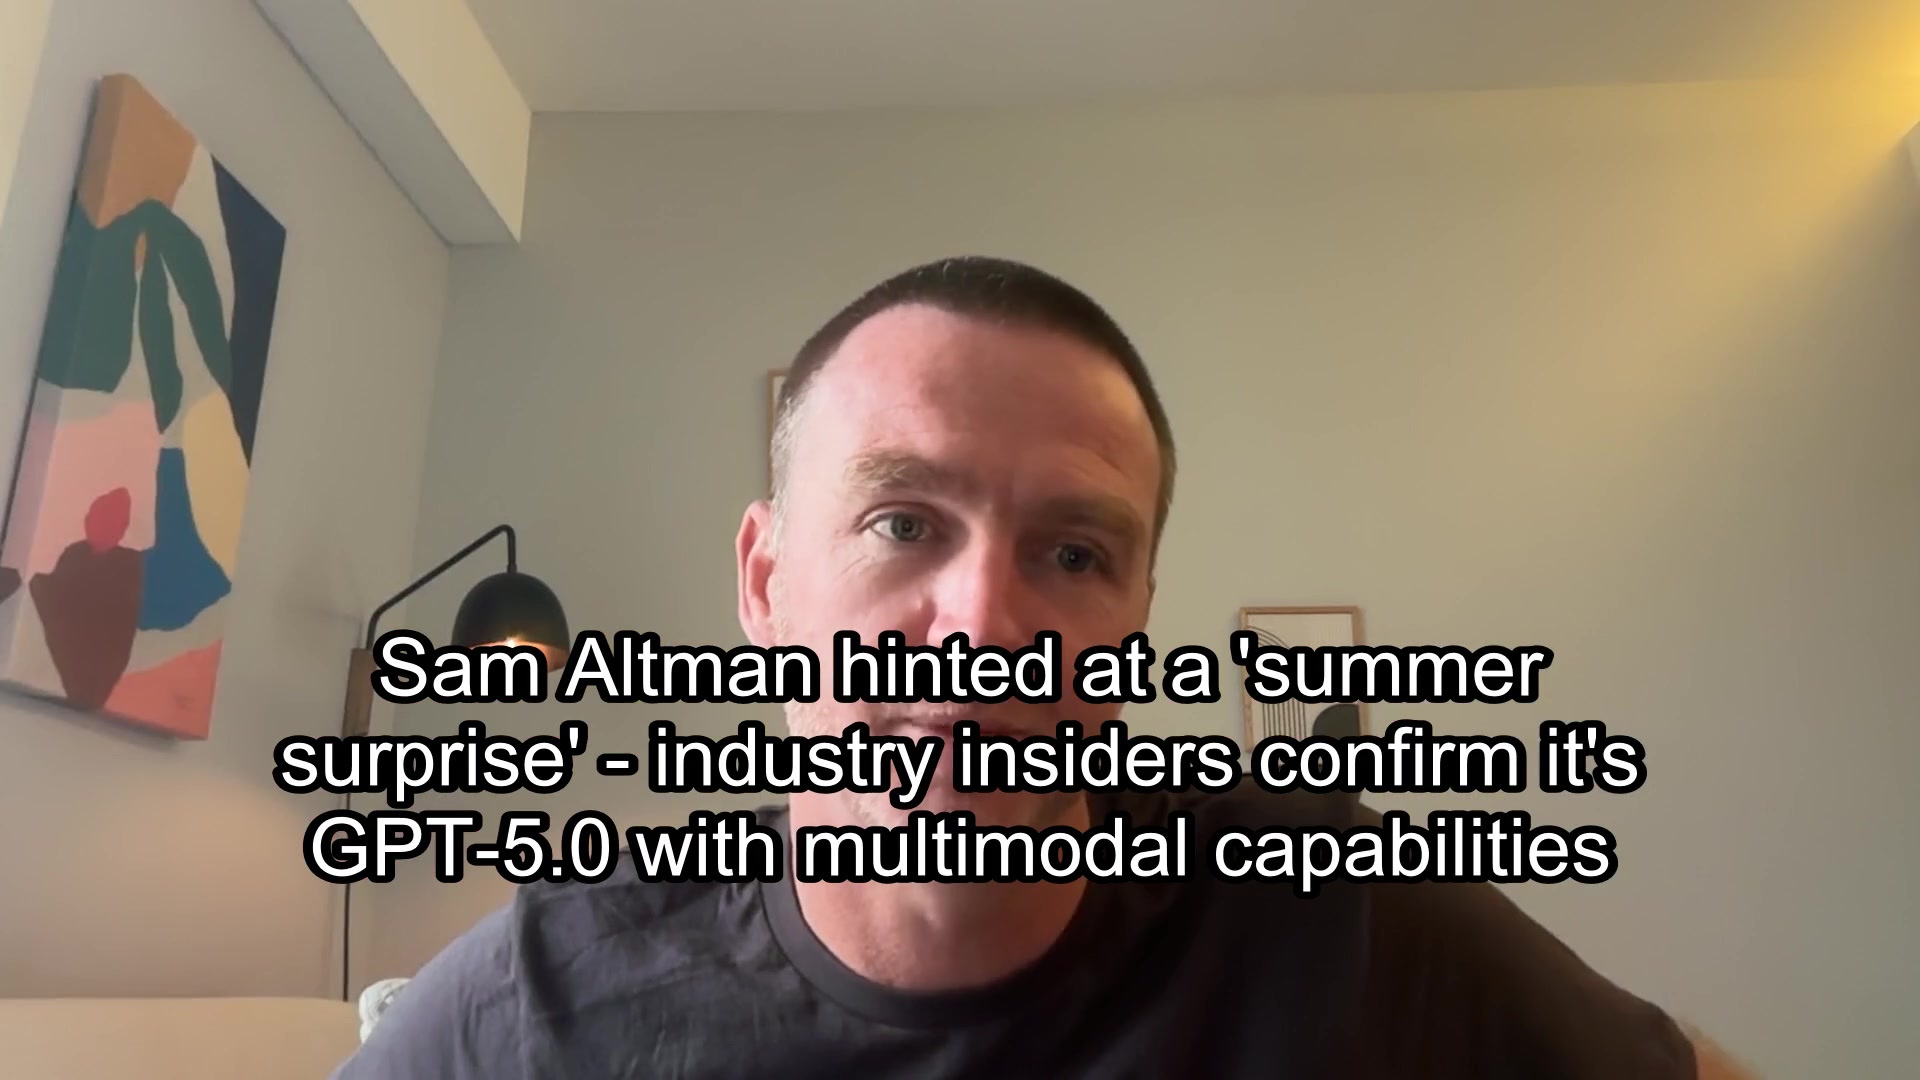 Sam Altman hinted at a 'summer
surprise' - industry insiders confirm it's
GPT-5.0 with multimodal capabilities